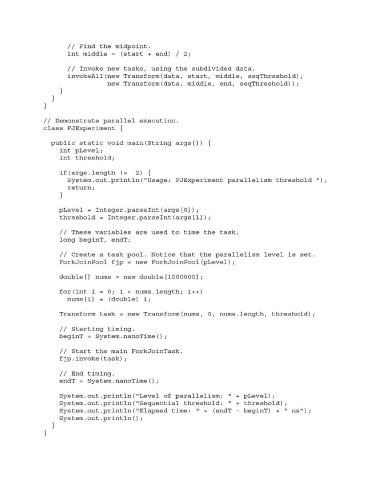 // Find the midpoint.
int middle = (start + end) / 2;
// Invoke new tasks, using the subdivided data.
invokeAll(new Transform(data, start, middle, seqThreshold),
new Transform(data, middle, end, seqThreshold));
}
}
}
// Demonstrate parallel execution.
class FJExperiment {
public static void main(String args[]) {
int pLevel;
int threshold;
if(args.length != 2) {
System.out.println("Usage: FJExperiment parallelism threshold ");
return;
}
pLevel = Integer.parseInt(args[0]);
threshold = Integer.parseInt(args[1]);
// These variables are used to time the task.
long beginT, endT;
// Create a task pool. Notice that the parallelism level is set.
ForkJoinPool fjp = new ForkJoinPool(pLevel);
double[] nums = new double[1000000];
for(int i = 0; i < nums.length; i++)
nums[i] = (double) i;
Transform task = new Transform(nums, 0, nums.length, threshold);
// Starting timing.
beginT = System.nanoTime();
// Start the main ForkJoinTask.
fjp.invoke(task);
// End timing.
endT = System.nanoTime();
System.out.println("Level of parallelism: " + pLevel);
System.out.println("Sequential threshold: " + threshold);
System.out.println("Elapsed time: " + (endT - beginT) + " ns");
System.out.println();
}
}